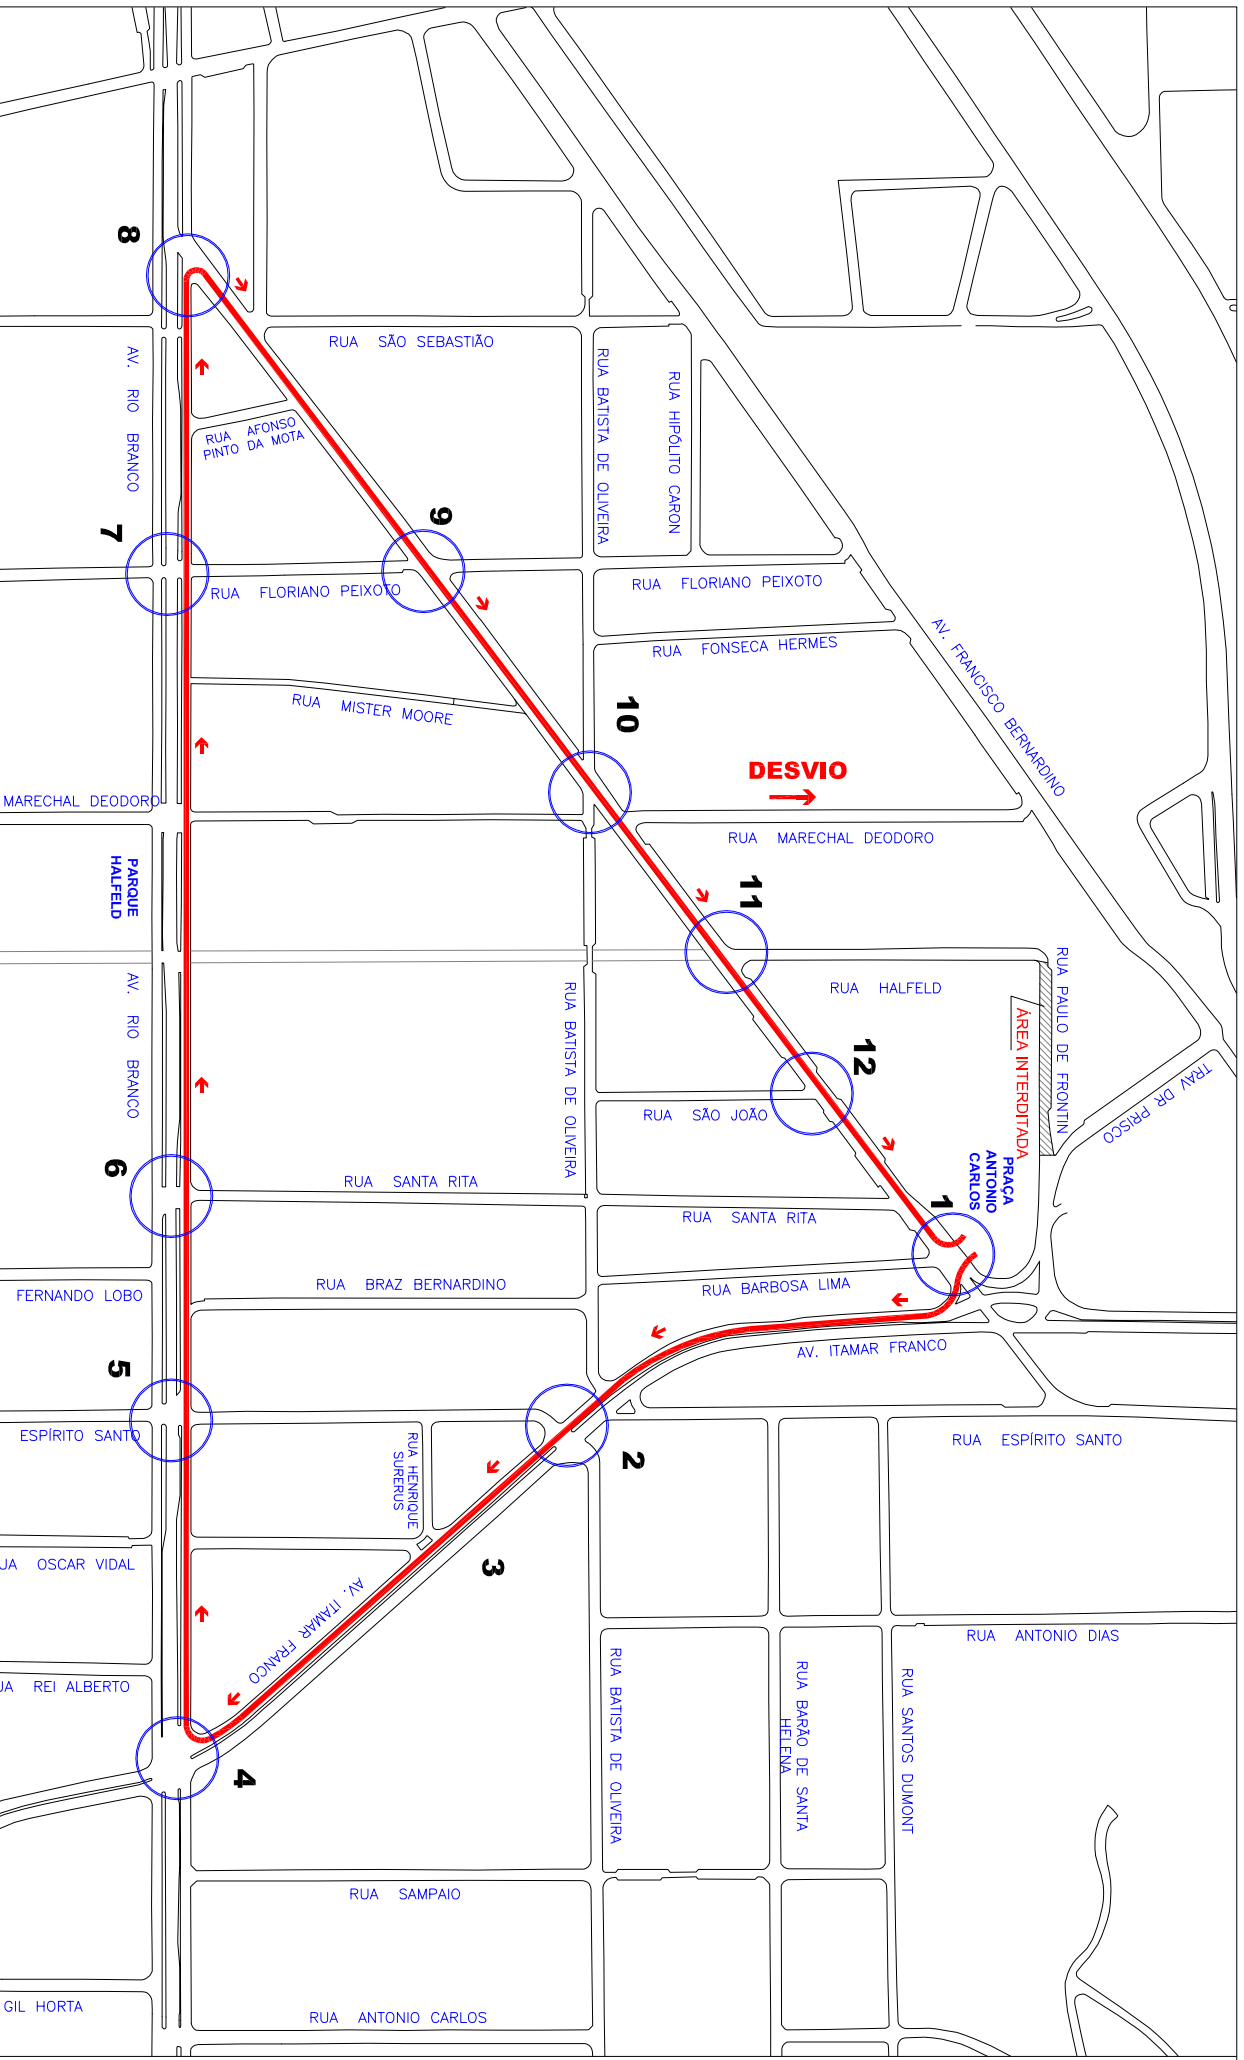 8
RUA SÃO SEBASTIÃO
AV. RIO BRANCO
RUA BATISTA DE OLIVEIRA
RUA HIPÓLITO CARON
RUA AFONSO
PINTO DA MOTA
7
9
RUA FLORIANO PEIXOTO
RUA FLORIANO PEIXOTO
RUA FONSECA HERMES
AV. FRANCISCO BERNARDINO
RUA MISTER MOORE
10
DESVIO
MARECHAL DEODORO
RUA MARECHAL DEODORO
PARQUE
HALFELD
11
RUA HALFELD
RUA PAULO DE FRONTIN
ÁREA INTERDITADA
AV. RIO BRANCO
RUA BATISTA DE OLIVEIRA
12
TRAV DR PRISCO
RUA SÃO JOÃO
PRAÇA
ANTONIO
CARLOS
6
RUA SANTA RITA
RUA SANTA RITA
1
FERNANDO LOBO
RUA BRAZ BERNARDINO
RUA BARBOSA LIMA
AV. ITAMAR FRANCO
5
ESPÍRITO SANTO
RUA HENRIQUE
SURERUS
2
RUA ESPÍRITO SANTO
3
UA OSCAR VIDAL
AV. ITAMAR FRANCO
RUA ANTONIO DIAS
UA REI ALBERTO
RUA BATISTA DE OLIVEIRA
RUA BARÃO DE SANTA
HELENA
RUA SANTOS DUMONT
4
RUA SAMPAIO
GIL HORTA
RUA ANTONIO CARLOS